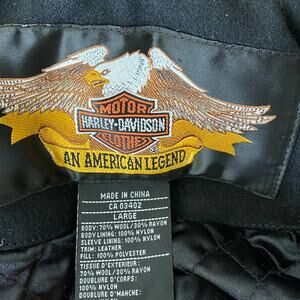 MOTOR
HARLEY-DAVIDSON
CLOTHES
AN AMERICAN LEGEND
MADE IN CHINA
CA 03402
LARGE
BODY: 70% WOOL/30% RAYON
BODY LINING: 100% NYLON
SLEEVE LINING: 100% NYLON
TRIM: LEATHER
FILL: 100% POLYESTER
TISSU D'EXTERIEUR:
70% WOOL/30% RAYON
DOUBLURE D'CORPS:
100% NYLON
DOUBLURE D'MANCHE: